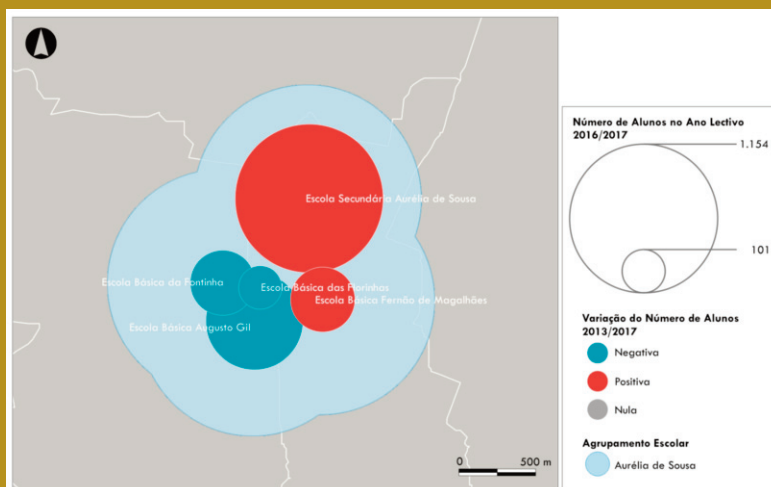 Escola Secundária Aurélia de Sousa
Escola Básica da Fontinha
Escola Básica das Florinhas
Escola Básica Fernão de Magalhães
Escola Básica Augusto Gil
0 500 m
Número de Alunos no Ano Lectivo
2016/2017
1.154
101
Variação do Número de Alunos
2013/2017
Negativa
Positiva
Nula
Agrupamento Escolar
Aurélia de Sousa